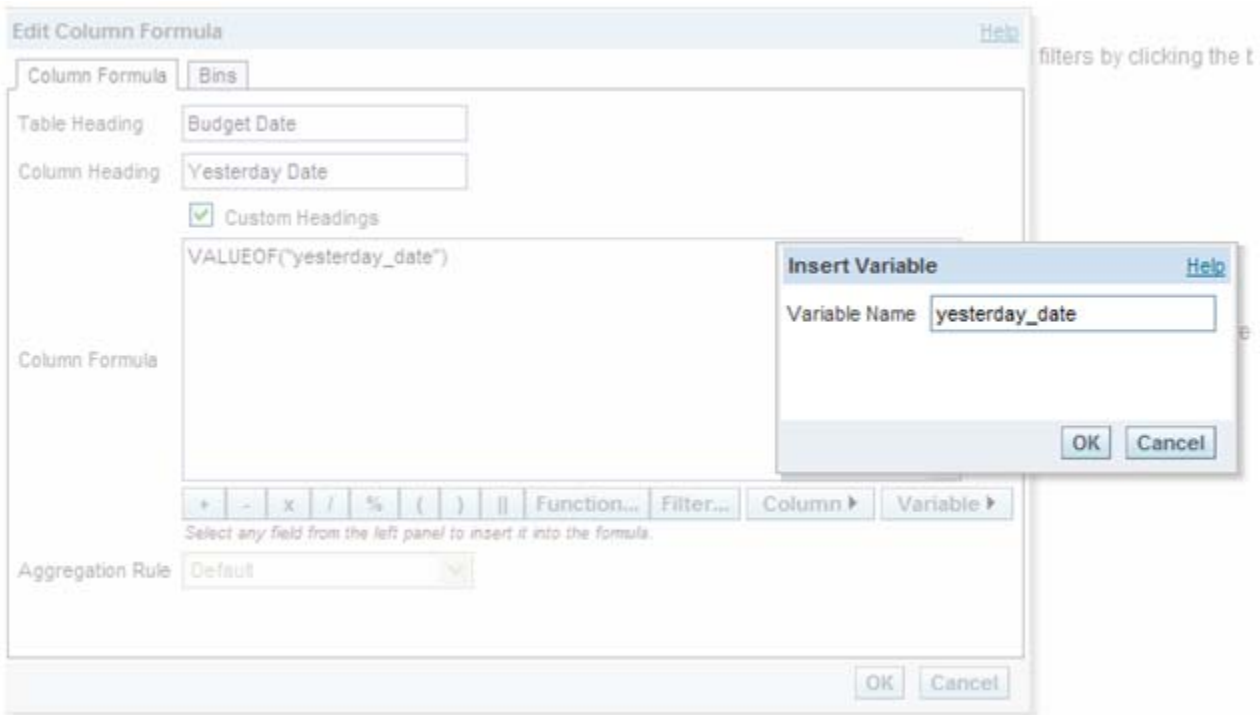 Edit Column Formula Help
filters by clicking the t
Column Formula Bins
Table Heading Budget Date
Column Heading Yesterday Date
Custom Headings
VALUEOF("yesterday_date")
Insert Variable Help
Variable Name yesterday_date
e
Column Formula
OK Cancel
+ - x / % ( ) || Function... Filter... Column Variable
Select any field from the left panel to insert it into the formula.
Aggregation Rule Default
OK Cancel